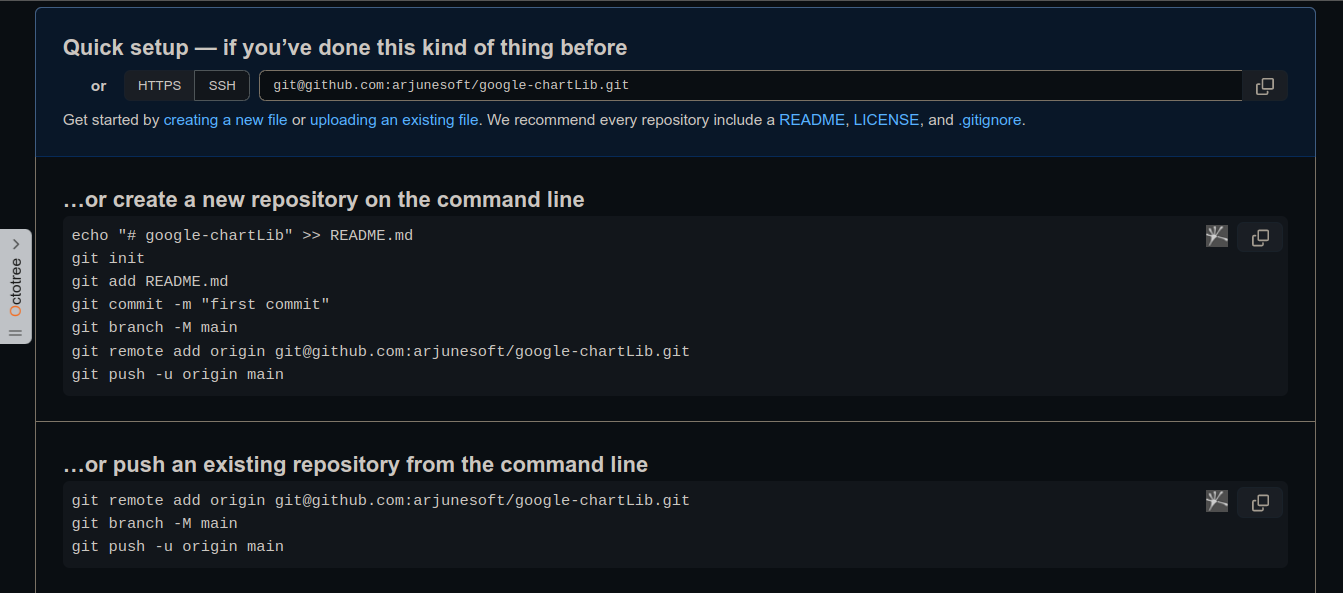 Quick setup — if you’ve done this kind of thing before
or HTTPS SSH git@github.com:arjunesoft/google-chartLib.git
Get started by creating a new file or uploading an existing file. We recommend every repository include a README, LICENSE, and .gitignore.
…or create a new repository on the command line
echo "# google-chartLib" >> README.md
git init
git add README.md
git commit -m "first commit"
git branch -M main
git remote add origin git@github.com:arjunesoft/google-chartLib.git
git push -u origin main
Octotree
…or push an existing repository from the command line
git remote add origin git@github.com:arjunesoft/google-chartLib.git
git branch -M main
git push -u origin main